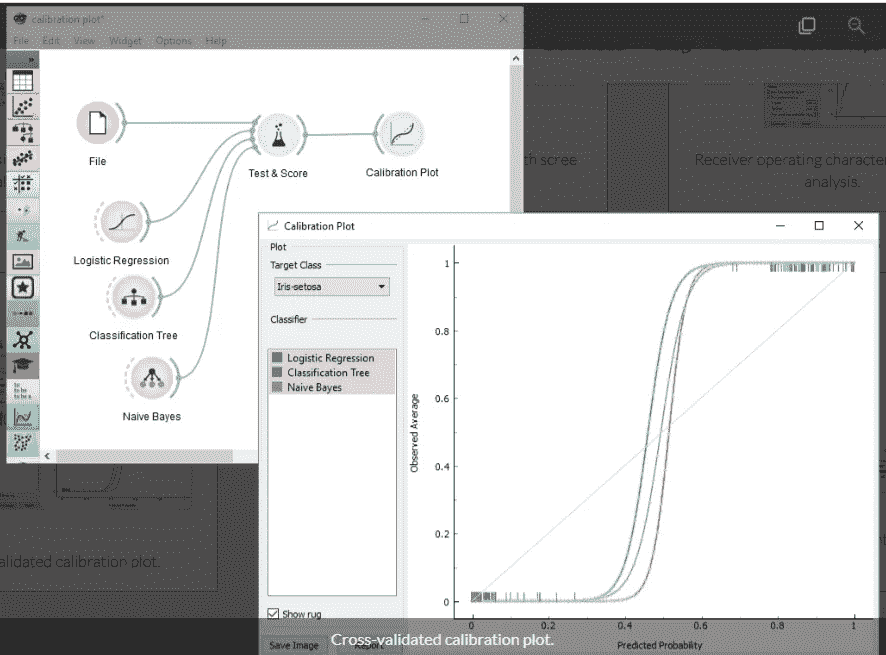 calibration plot*
File Edit View Widget Options Help
File
Test & Score
Calibration Plot
Logistic Regression
Classification Tree
Naive Bayes
th scree
Receiver operating character
analysis.
alidated calibration plot.
Calibration Plot
Plot
Target Class
Iris-setosa
Classifier
Logistic Regression
Classification Tree
Naive Bayes
Show rug
Save Image
Report
Observed Average
1
0.8
0.6
0.4
0.2
0
0 0.2 0.4 0.6 0.8 1
Predicted Probability
Cross-validated calibration plot.